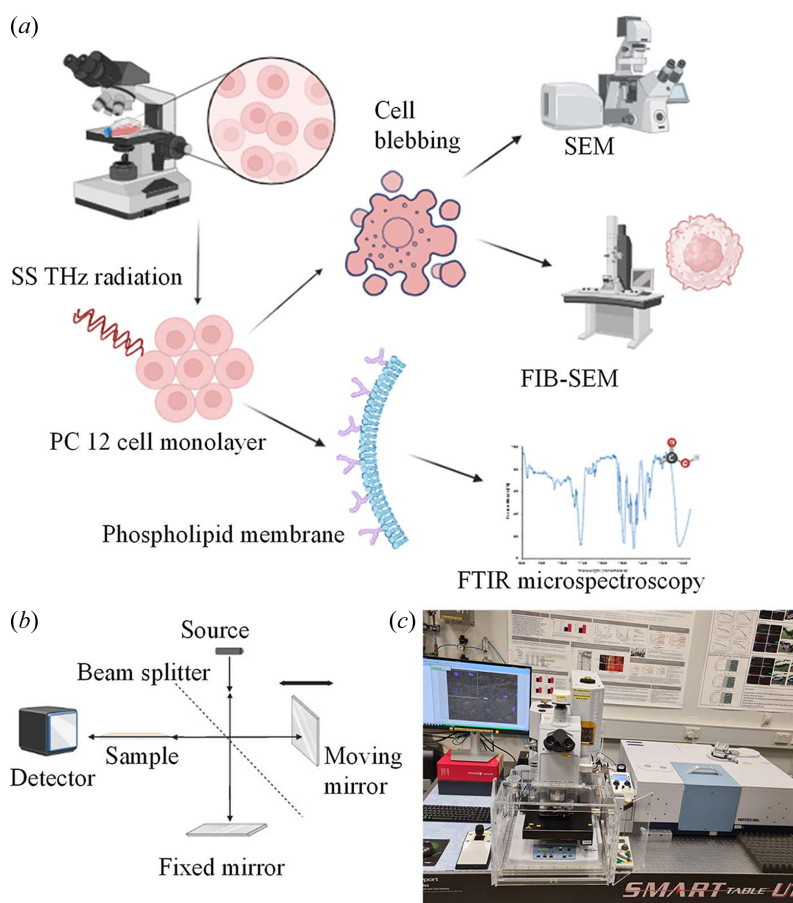 (a)
Cell
blebbing
SEM
SS THz radiation
FIB-SEM
PC 12 cell monolayer
Phospholipid membrane
FTIR microspectroscopy
(b)
Source
Beam splitter
Detector
Sample
Moving
mirror
Fixed mirror
(c)
SMART TABLE U